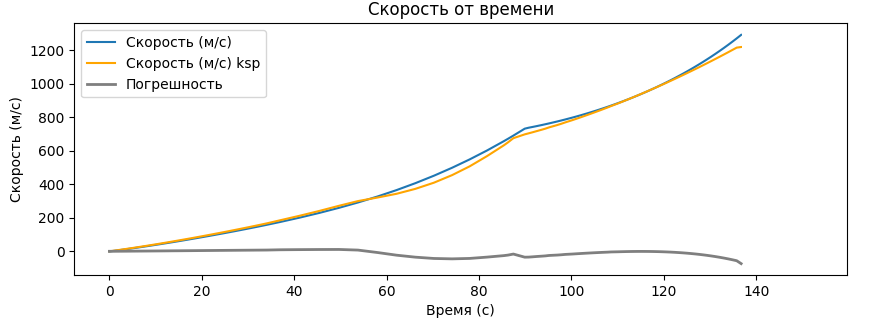 Скорость от времени
Скорость (м/с)
Скорость (м/с) ksp
Погрешность
Скорость (м/с)
1200
1000
800
600
400
200
0
0 20 40 60 80 100 120 140
Время (с)